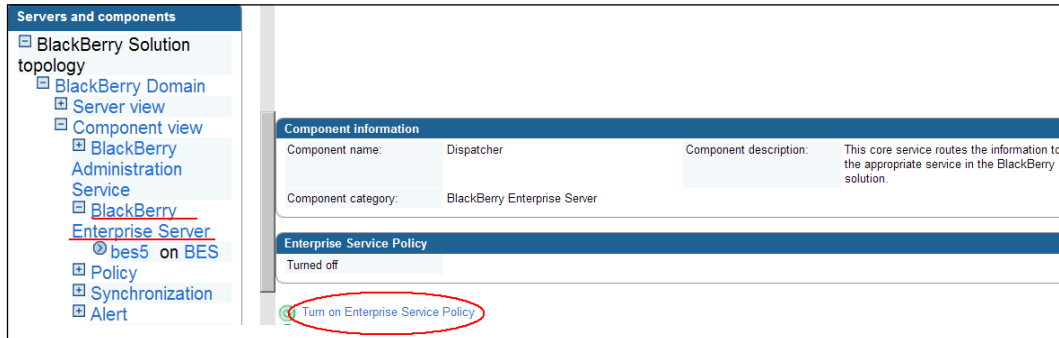 Servers and components
BlackBerry Solution
topology
BlackBerry Domain
Server view
Component view
BlackBerry
Administration
Service
BlackBerry
Enterprise Server
bes5 on BES
Policy
Synchronization
Alert
Component information
Component name: Dispatcher Component description: This core service routes the information to
the appropriate service in the BlackBerry
solution.
Component category: BlackBerry Enterprise Server
Enterprise Service Policy
Turned off
Turn on Enterprise Service Policy